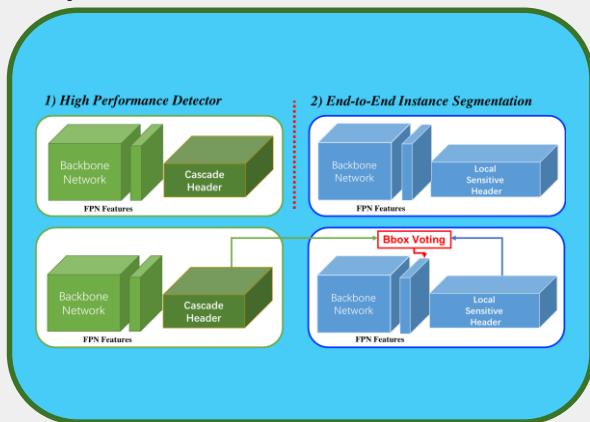 1) High Performance Detector
2) End-to-End Instance Segmentation
Backbone
Network
Cascade
Header
FPN Features
Backbone
Network
Local
Sensitive
Header
FPN Features
Backbone
Network
Cascade
Header
FPN Features
Bbox Voting
Backbone
Network
Local
Sensitive
Header
FPN Features